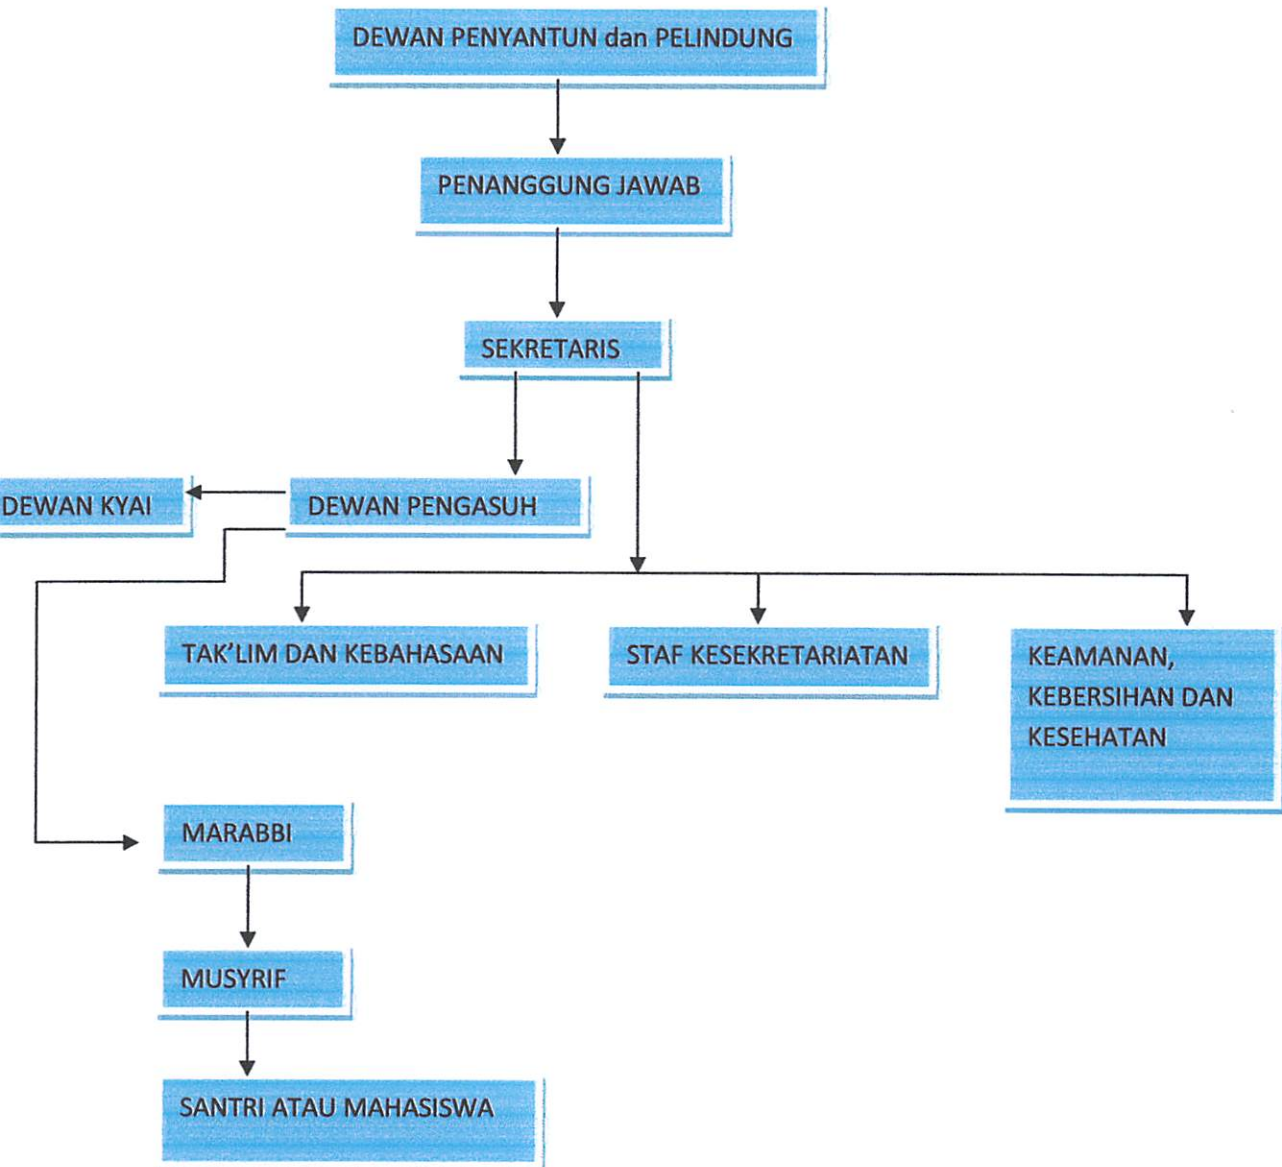 DEWAN PENYANTUN dan PELINDUNG
PENANGGUNG JAWAB
SEKRETARIS
DEWAN KYAI
DEWAN PENGASUH
TAK'LIM DAN KEBAHASAAN
STAF KESEKRETARIATAN
KEAMANAN,
KEBERSIHAN DAN
KESEHATAN
MARABBI
MUSYRIF
SANTRI ATAU MAHASISWA